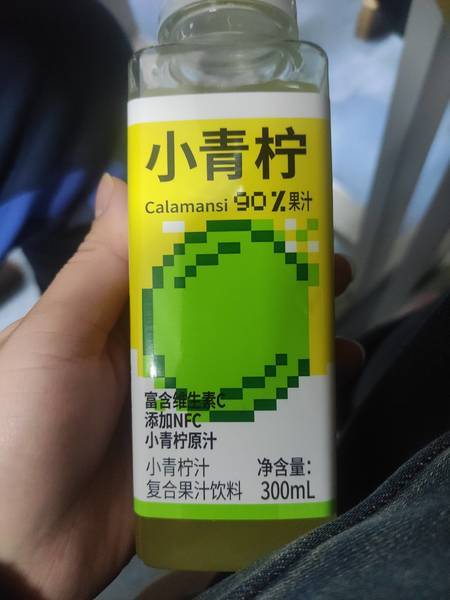 小青柠
Calamansi 90%果汁
富含维生素C
添加NFC
小青柠原汁
小青柠汁
复合果汁饮料
净含量：
300mL